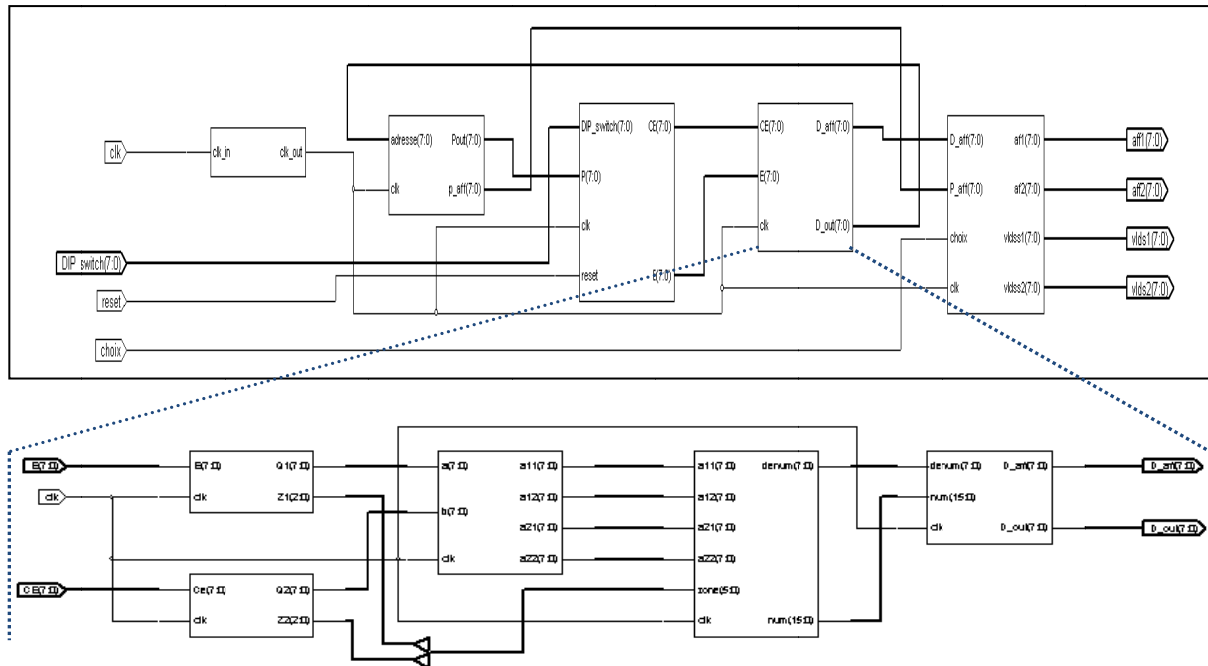 clk
clk_in clk_out
adresse(7:0) Pout(7:0)
clk p_aff(7:0)
DIP_switch(7:0) CE(7:0)
P(7:0)
clk
reset E(7:0)
CE(7:0) D_aff(7:0)
E(7:0)
clk D_out(7:0)
D_aff(7:0) af1(7:0)
P_aff(7:0) af2(7:0)
choix vldss1(7:0)
clk vldss2(7:0)
aff1(7:0)
aff2(7:0)
vlds1(7:0)
vlds2(7:0)
DIP_switch(7:0)
reset
choix
E(7:0)
clk
CE(7:0)
E(7:0) Q1(7:0)
clk Z1(2:0)
Ce(7:0) Q2(7:0)
clk Z2(2:0)
a(7:0) a11(7:0)
a12(7:0)
b(7:0)
a21(7:0)
clk a22(7:0)
a11(7:0) denum(7:0)
a12(7:0)
a21(7:0)
a22(7:0)
zone(5:0)
clk num(15:0)
denum(7:0) D_aff(7:0)
num(15:0)
clk D_out(7:0)
D_aff(7:0)
D_out(7:0)